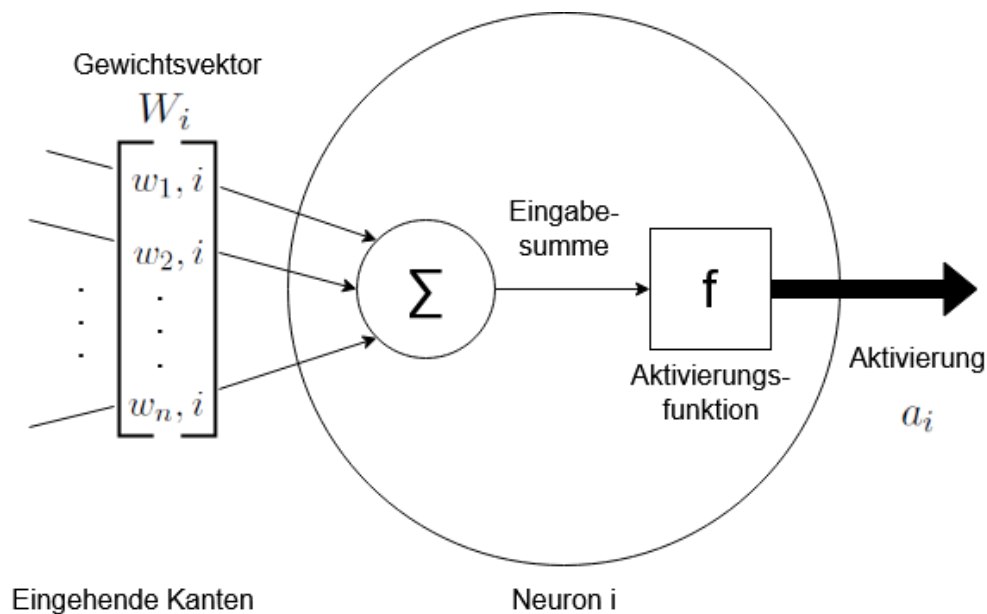 Gewichtsvektor
W_i
w_1, i
w_2, i
w_n, i
Σ
Eingabe-
summe
f
Aktivierungs-
funktion
Aktivierung
a_i
Eingehende Kanten
Neuron i